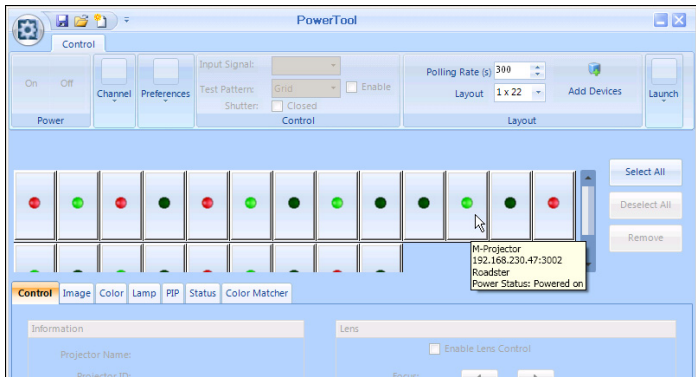 PowerTool
Control
Input Signal:
Test Pattern: Grid Enable
Shutter: Closed
On Off
Channel Preferences
Polling Rate (s) 300
Layout 1 x 22
Add Devices
Launch
Power
Control
Layout
Select All
Deselect All
Remove
M-Projector
192.168.230.47:3002
Roadster
Power Status: Powered on
Control Image Color Lamp PIP Status Color Matcher
Information
Lens
Projector Name:
Enable Lens Control
Projector ID:
Focus: